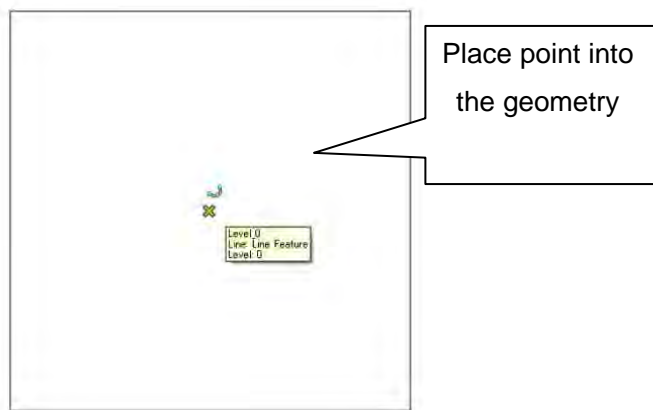 Place point into
the geometry
Level 0
Line: Line Feature
Level: 0